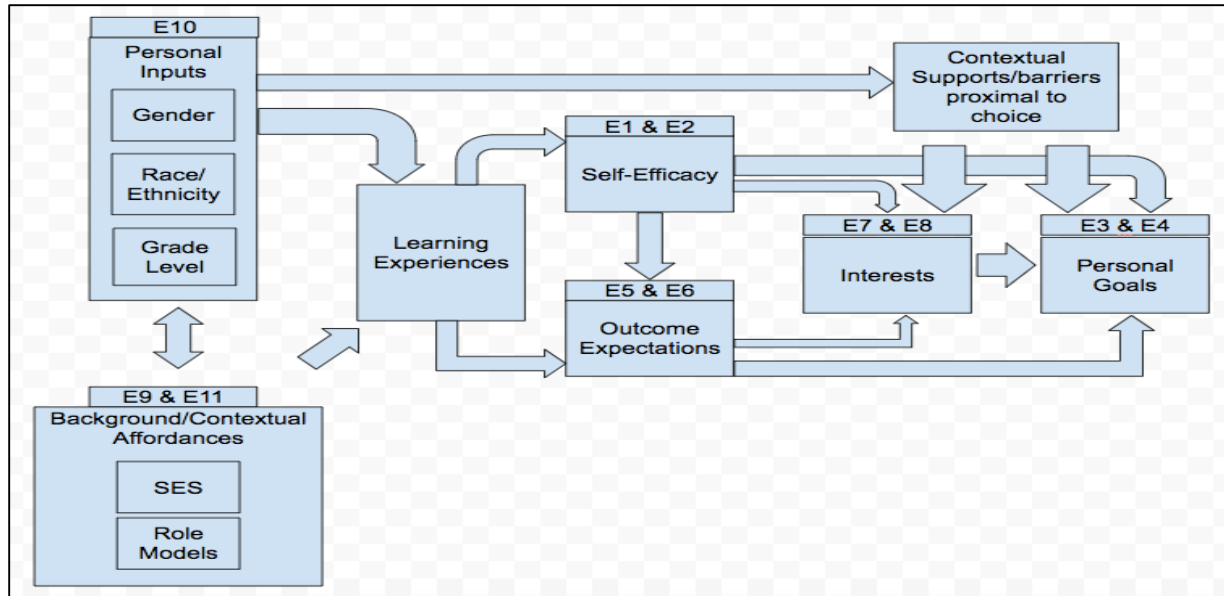 E10
Personal
Inputs
Gender
Race/
Ethnicity
Grade
Level
Contextual
Supports/barriers
proximal to
choice
E1 & E2
Self-Efficacy
Learning
Experiences
E7 & E8
Interests
E3 & E4
Personal
Goals
E5 & E6
Outcome
Expectations
E9 & E11
Background/Contextual
Affordances
SES
Role
Models